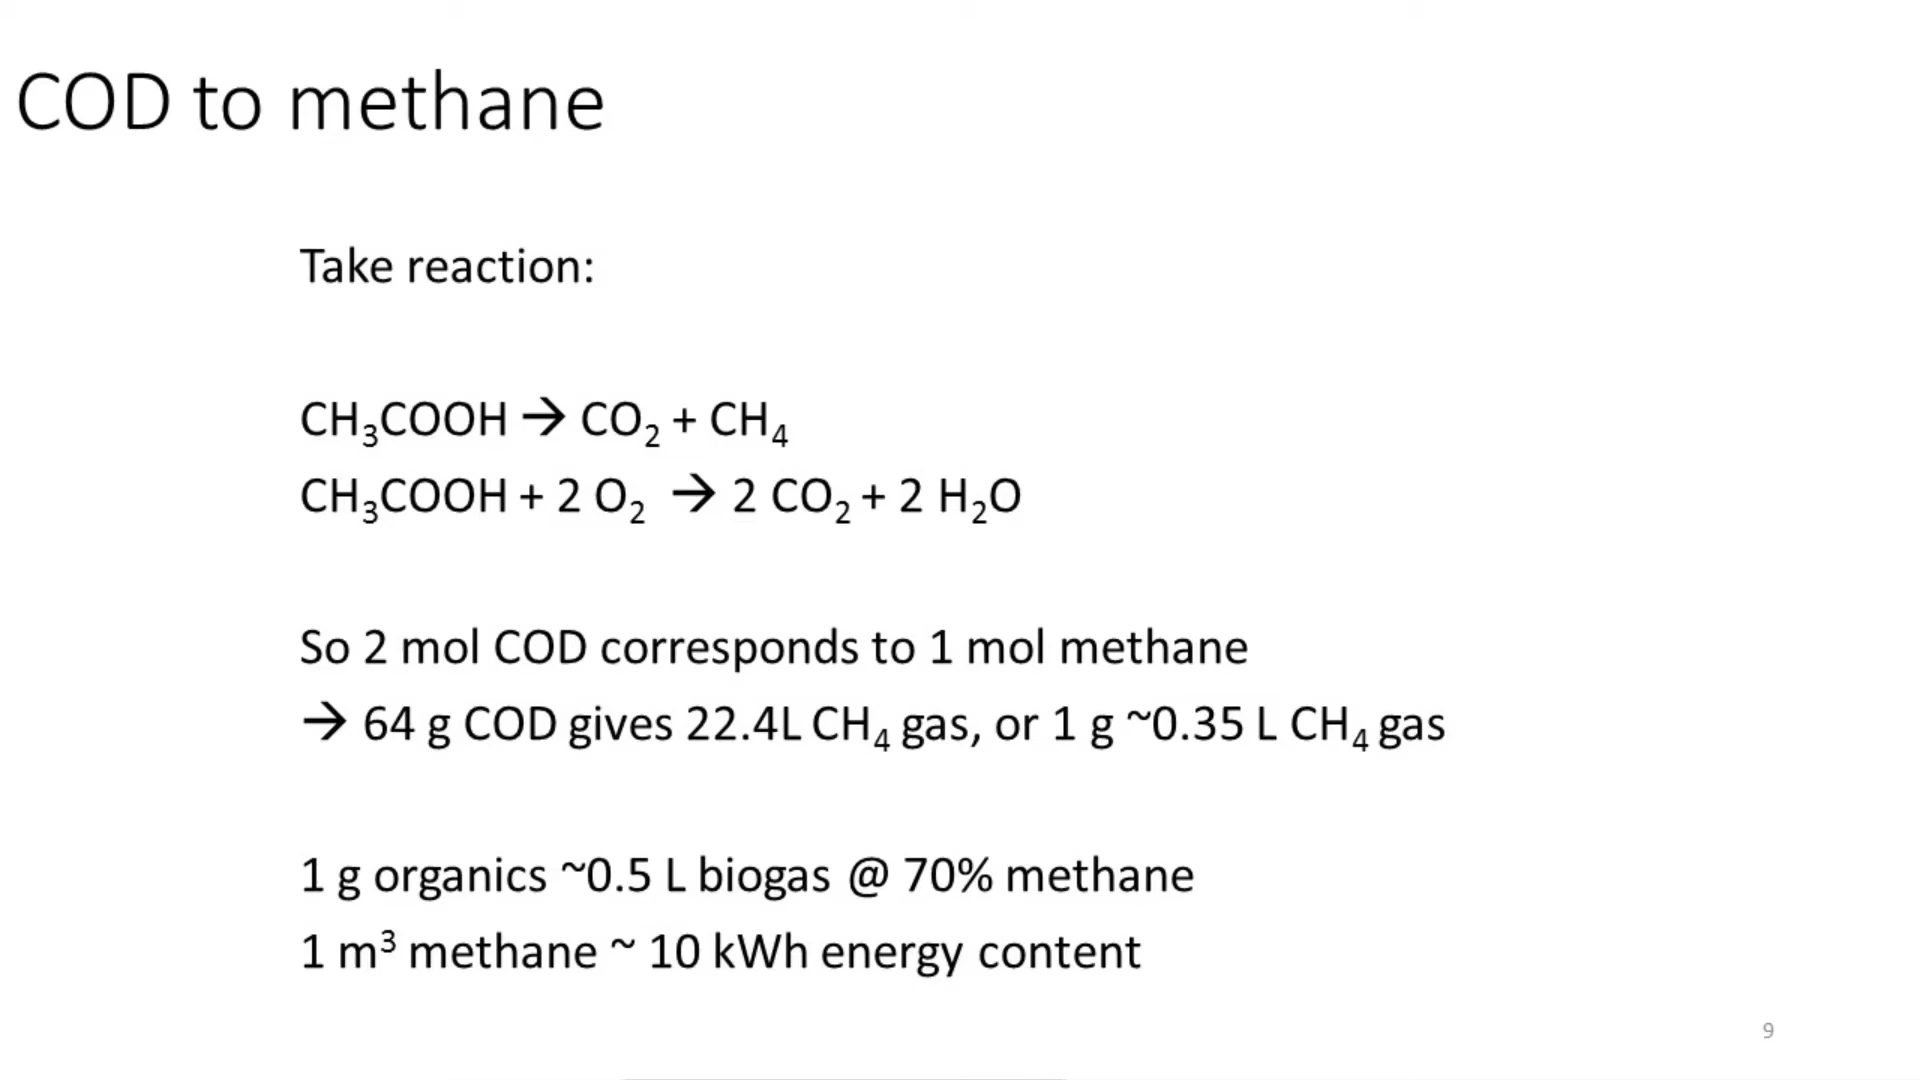 COD to methane
Take reaction:
CH₃COOH → CO₂ + CH₄
CH₃COOH + 2 O₂ → 2 CO₂ + 2 H₂O
So 2 mol COD corresponds to 1 mol methane
→ 64 g COD gives 22.4L CH₄ gas, or 1 g ~0.35 L CH₄ gas
1 g organics ~0.5 L biogas @ 70% methane
1 m³ methane ~ 10 kWh energy content
9